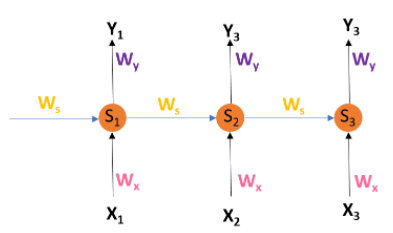 Y₁ Y₃ Y₃
Wy Wy Wy
Ws Ws Ws
S₁ S₂ S₃
Wx Wx Wx
X₁ X₂ X₃